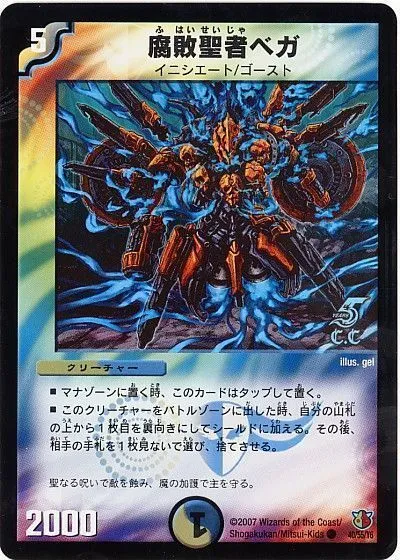 5
ふはいせいじゃ
腐敗聖者ベガ
イニシエート/ゴースト
5 YEARS
C.C
illus. gel
クリーチャー
■ マナゾーンに置く時、このカードはタップして置く。
■ このクリーチャーをバトルゾーンに出した時、自分の山札
の上から1枚目を裏向きにしてシールドに加える。その後、
相手の手札を1枚見ないで選び、捨てさせる。
聖なる呪いで敵を蝕み、腐の加護で主を守る。
2000
1
©2007 Wizards of the Coast/
Shogakukan/Mitsui-Kids ● 40/55/Y6